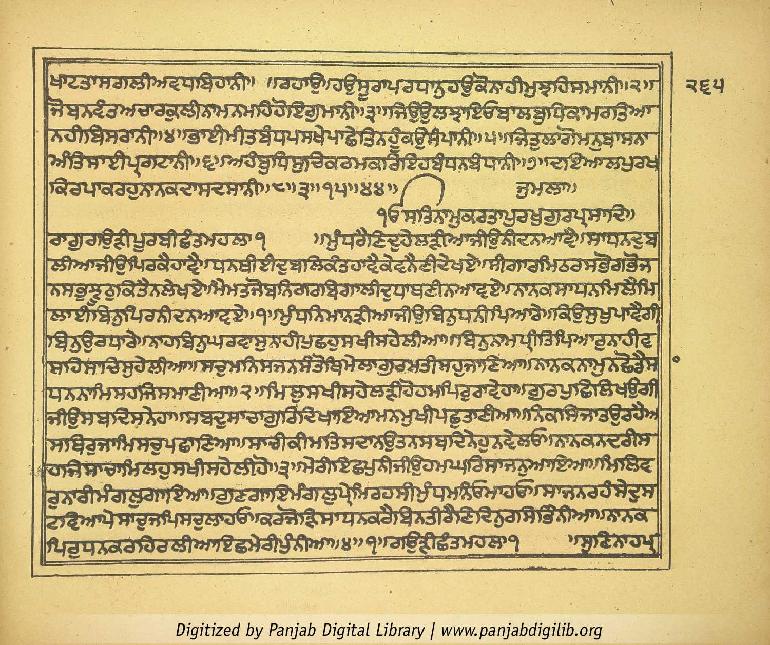 ਖਾਟਤਾਸਗਲੀਅਵਧਬਿਹਾਨੀ॥ ॥ਰਹਾਉ॥ਹਉਸੂਰਾਪਰਧਾਨੁਹਉਕੋਨਾਹੀਮੁਝਹਿਸਮਾਨੀ॥੨॥
੨੬੫
ਜੋਬਨਵੰਤਅਚਾਰਕੁਲੀਨਾਮਨਮਹਿਹੋਇਗੁਮਾਨੀ॥੩॥ਜਿਉਉਲਝਾਇਓਬਾਲਬੁਧਿਕਾਮਰਤਿਆ
ਨਹੀਬਿਸਰਾਨੀ॥੪॥ਭਾਈਮੀਤਬੰਧਪਸਖੇਪਾਛੇਤਿਨਹੂਕਉਸੰਪਾਨੀ॥੫॥ਜਿਤੁਲਾਗੋਮਨੁਬਾਸਨਾ
ਅੰਤਿਸਾਈਪ੍ਰਗਟਾਨੀ॥੬॥ਅਹੰਬੁਧਿਸੁਚਿਕਰਮਕਰਿਇਹਬੰਧਨਬੰਧਾਨੀ॥੭॥ਦਇਆਲਪੁਰਖ
ਕਿਰਪਾਕਰਹੁਨਾਨਕਦਾਸਦਸਾਨੀ॥੮॥੩॥੧੫॥੪੪॥ ਜੁਮਲਾ॥
੧ਓਸਤਿਨਾਮੁਕਰਤਾਪੁਰਖੁਗੁਰਪ੍ਰਸਾਦਿ॥
ਰਾਗੁਗਉੜੀਪੂਰਬੀਛੰਤਮਹਲਾ੧ ॥ਮੁੰਧਰੈਣਿਦੁਹੇਲੜੀਆਜੀਉਨੀਦਨਆਵੈ॥ਸਾਧਨਦੁਬ
ਲੀਆਜੀਉਪਿਰਕੈਹਾਵੈ॥ਧਨਥੀਈਦੁਬਲਿਕੰਤਹਾਵੈਕੇਵਨੈਣੀਦੇਖਏ॥ਸੀਗਾਰਮਿਠਰਸਭੋਗਭੋਜ
ਨਸਭੁਝੂਠੁਕਿਤੈਨਲੇਖਏ॥ਮੈਮਤਜੋਬਨਿਗਰਬਿਗਾਲੀਦੁਧਾਥਣੀਨਆਵਏ॥ਨਾਨਕਸਾਧਨਮਿਲੈਮਿ
ਲਾਈਬਿਨੁਪਿਰਨੀਦਨਆਵਏ॥੧॥ਮੁੰਧਨਿਮਾਨੜੀਆਜੀਉਬਿਨੁਧਨੀਪਿਆਰੇ॥ਕਿਉਸੁਖੁਪਾਵੈਗੀ
ਬਿਨੁਉਰਧਾਰੇ॥ਨਾਹਬਿਨੁਘਰਵਾਸੁਨਾਹੀਪੁਛਹੁਸਖੀਸਹੇਲੀਆ॥ਬਿਨੁਨਾਮਪ੍ਰੀਤਿਪਿਆਰੁਨਾਹੀਵ
ਸਹਿਸਾਚਿਸੁਹੇਲੀਆ॥ਸਚੁਮਨਿਸਜਨਸੰਤੋਖਿਮੇਲਾਗੁਰਮਤੀਸਹੁਜਾਣਿਆ॥ਨਾਨਕਨਾਮੁਨਛੋਡੈਸਾ
ਧਨਨਾਮਿਸਹਜਿਸਮਾਣੀਆ॥੨॥ਮਿਲੁਸਖੀਸਹੇਲੜੀਹੋਹਮਪਿਰੁਰਾਵੇਹਾ॥ਗੁਰਪੁਛਿਲਿਖਉਗੀ
ਜੀਉਸਬਦਿਸਨੇਹਾ॥ਸਬਦੁਸਾਚਾਗੁਰਿਦਿਖਾਇਆਮਨਮੁਖੀਪਛੁਤਾਣੀਆ॥ਨਿਕਸਿਜਾਤਉਰਹੈਅ
ਸਥਿਰੁਜਾਮਿਸਚੁਪਛਾਣਿਆ॥ਸਾਚੀਕੀਮਤਿਸਦਾਨਉਤਨਸਬਦਿਨੇਹੁਨਵੇਲਓ॥ਨਾਨਕਨਦਰੀਸ
ਹਜਿਸਾਚਾਮਿਲਹੁਸਖੀਸਹੇਲੀਹੋ॥੩॥ਮੇਰੀਇਛਪੁਨੀਜੀਉਹਮਘਰਿਸਾਜਨੁਆਇਆ॥ਮਿਲਿਵ
ਰੁਨਾਰੀਮੰਗਲੁਗਾਇਆ॥ਗੁਣਗਾਇਮੰਗਲੁਪ੍ਰੇਮਿਰਹਸੀਮੁੰਧਮਨਿਓਮਾਹਓ॥ਸਾਜਨਰਹੰਸੇਦੁਸ
ਟਵਿਆਪੇਸਾਚੁਜਪਿਸਚੁਲਾਹਓ॥ਕਰਜੋੜਿਸਾਧਨਕਰੈਬਿਨਤੀਰੈਣਿਦਿਨੁਰਸਿਭਿੰਨੀਆ॥ਨਾਨਕ
ਪਿਰੁਧਨਕਰਹਿਰਲੀਆਇਛਮੇਰੀਪੁੰਨੀਆ॥੪॥੧॥ਗਉੜੀਛੰਤਮਹਲਾ੧ ॥ਸੁਣਿਨਾਹਪ੍ਰ
Digitized by Panjab Digital Library | www.panjabdigilib.org